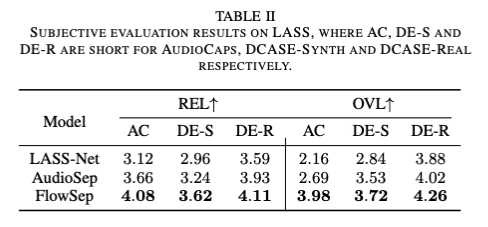 TABLE II
SUBJECTIVE EVALUATION RESULTS ON LASS, WHERE AC, DE-S AND
DE-R ARE SHORT FOR AUDIOCAPS, DCASE-SYNTH AND DCASE-REAL
RESPECTIVELY.
Model REL↑ OVL↑
AC DE-S DE-R AC DE-S DE-R
LASS-Net 3.12 2.96 3.59 2.16 2.84 3.88
AudioSep 3.66 3.24 3.93 2.69 3.53 4.02
FlowSep 4.08 3.62 4.11 3.98 3.72 4.26